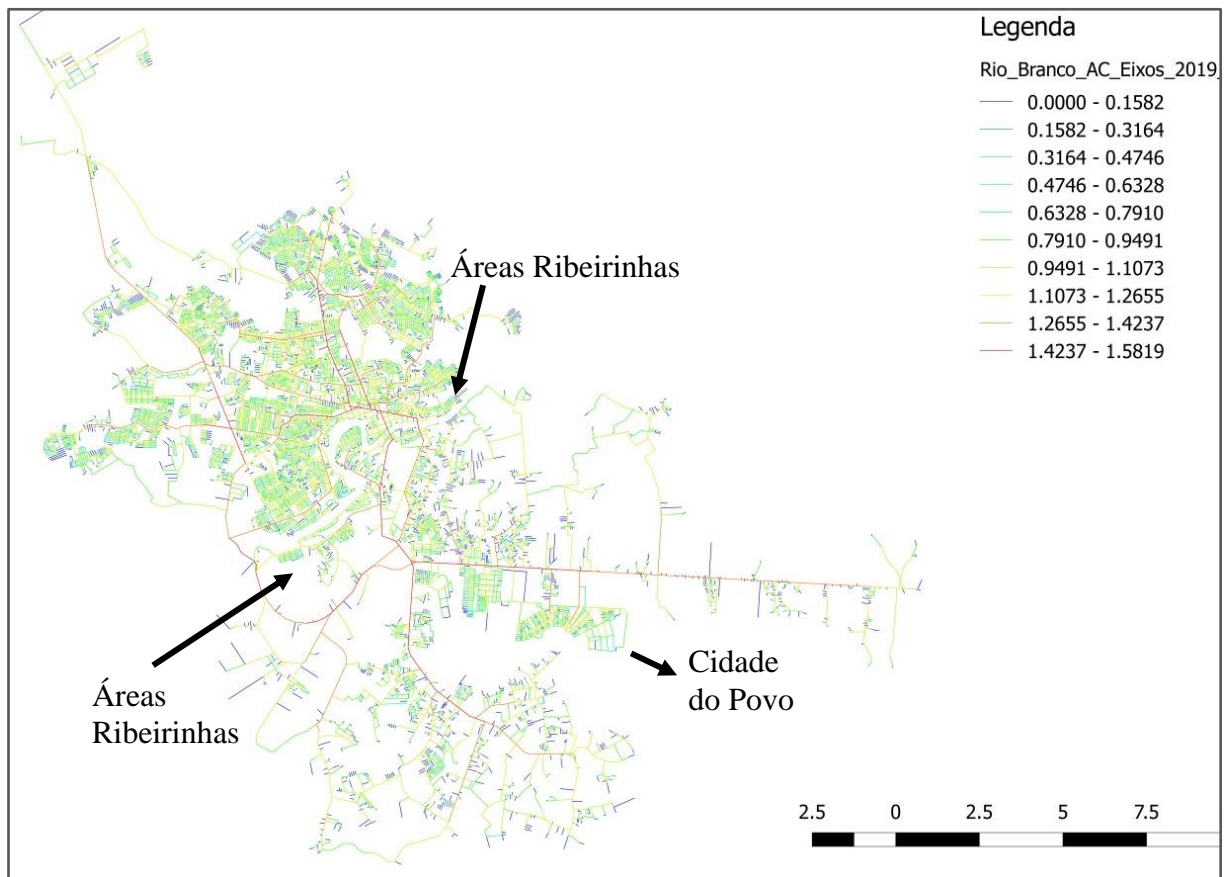 Legenda
Rio_Branco_AC_Eixos_2019_
0.0000 - 0.1582
0.1582 - 0.3164
0.3164 - 0.4746
0.4746 - 0.6328
0.6328 - 0.7910
0.7910 - 0.9491
0.9491 - 1.1073
1.1073 - 1.2655
1.2655 - 1.4237
1.4237 - 1.5819
Áreas Ribeirinhas
Cidade
do Povo
Áreas
Ribeirinhas
2.5 0 2.5 5 7.5